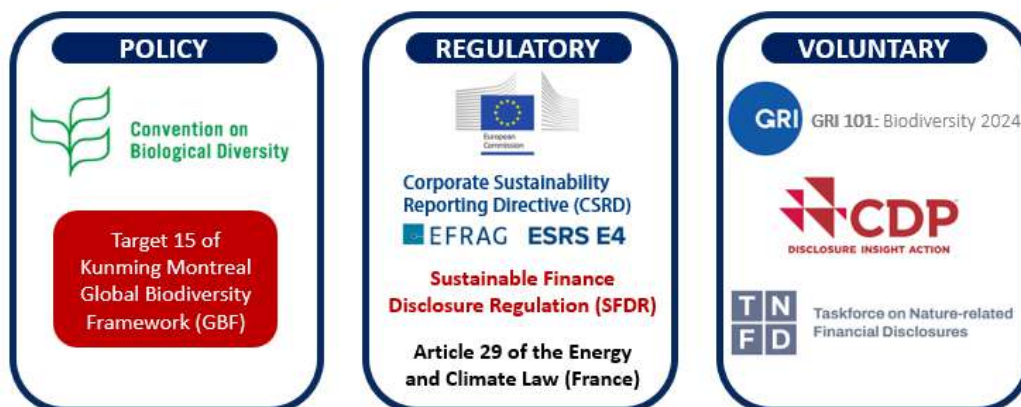 POLICY
Convention on
Biological Diversity
Target 15 of
Kunming Montreal
Global Biodiversity
Framework (GBF)
REGULATORY
European
Commission
Corporate Sustainability
Reporting Directive (CSRD)
EFRAG ESRS E4
Sustainable Finance
Disclosure Regulation (SFDR)
Article 29 of the Energy
and Climate Law (France)
VOLUNTARY
GRI GRI 101: Biodiversity 2024
CDP
DISCLOSURE INSIGHT ACTION
TN
FD
Taskforce on Nature-related
Financial Disclosures